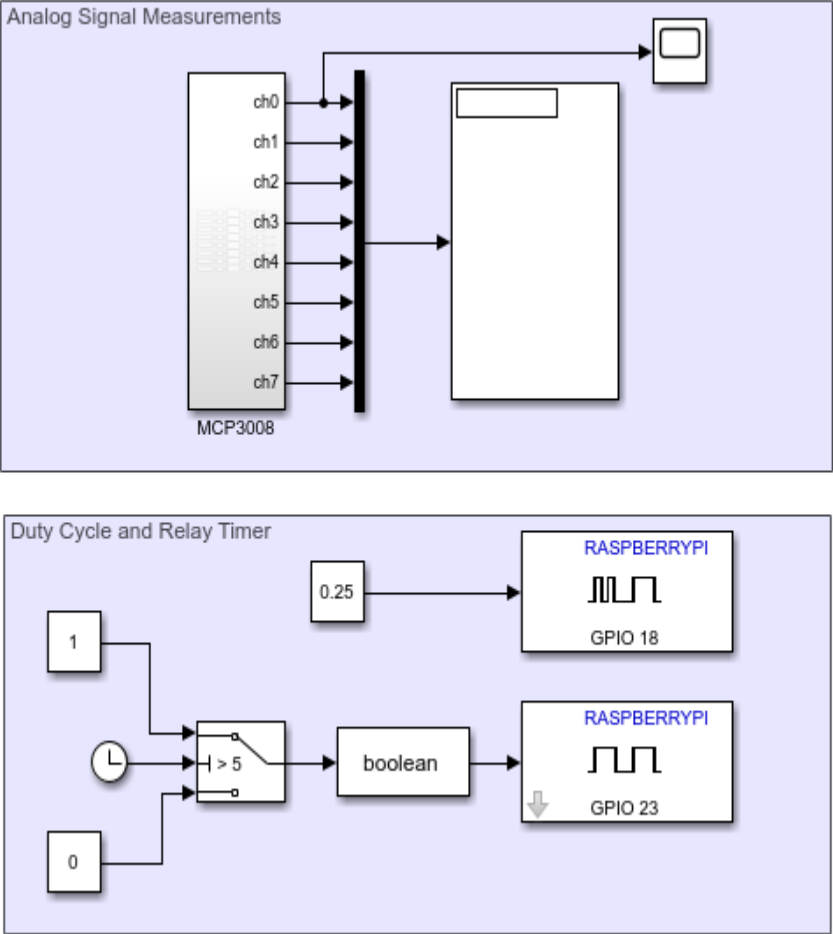 Analog Signal Measurements
ch0
ch1
ch2
ch3
ch4
ch5
ch6
ch7
MCP3008
Duty Cycle and Relay Timer
RASPBERRYPI
0.25
GPIO 18
1
RASPBERRYPI
> 5
boolean
GPIO 23
0